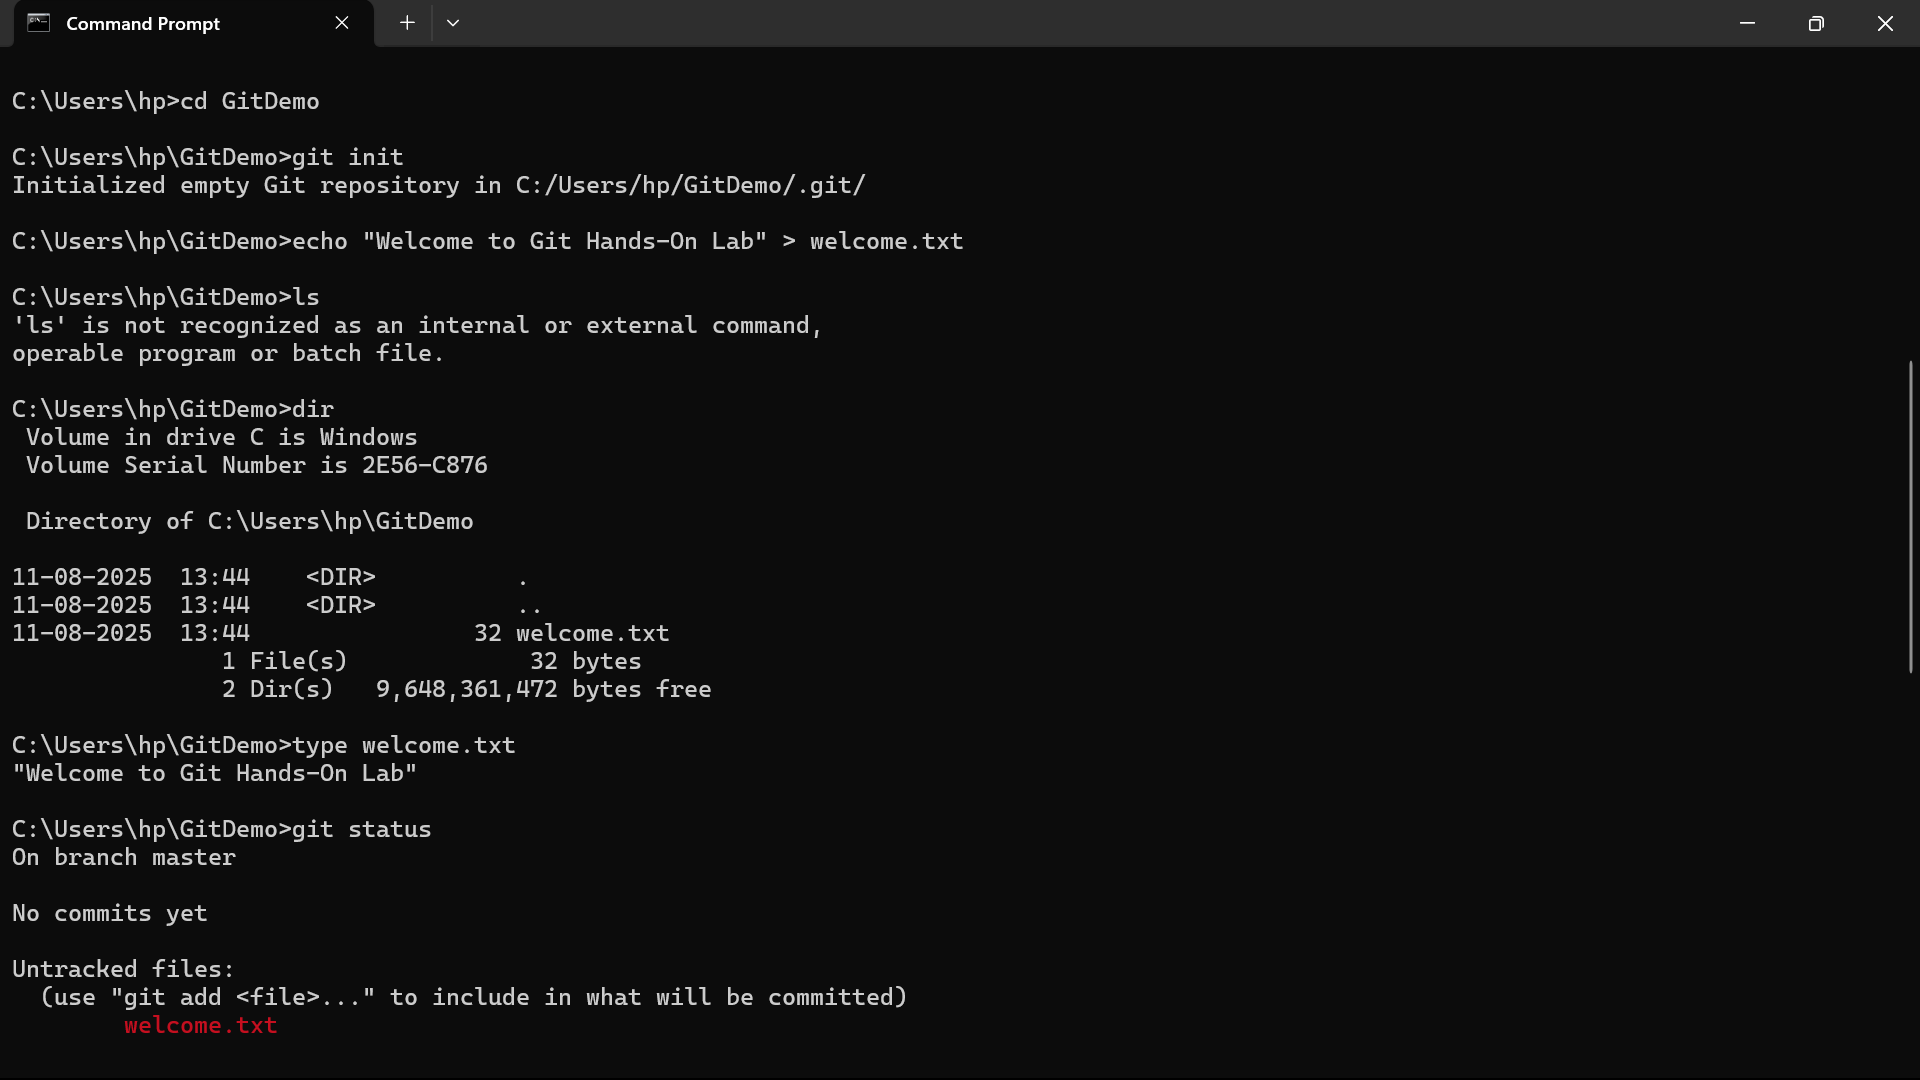 Command Prompt
C:\Users\hp>cd GitDemo
C:\Users\hp\GitDemo>git init
Initialized empty Git repository in C:/Users/hp/GitDemo/.git/
C:\Users\hp\GitDemo>echo "Welcome to Git Hands-On Lab" > welcome.txt
C:\Users\hp\GitDemo>ls
'ls' is not recognized as an internal or external command,
operable program or batch file.
C:\Users\hp\GitDemo>dir
 Volume in drive C is Windows
 Volume Serial Number is 2E56-C876
 Directory of C:\Users\hp\GitDemo
11-08-2025  13:44    <DIR>          .
11-08-2025  13:44    <DIR>          ..
11-08-2025  13:44                32 welcome.txt
               1 File(s)             32 bytes
               2 Dir(s)   9,648,361,472 bytes free
C:\Users\hp\GitDemo>type welcome.txt
"Welcome to Git Hands-On Lab"
C:\Users\hp\GitDemo>git status
On branch master
No commits yet
Untracked files:
  (use "git add <file>..." to include in what will be committed)
        welcome.txt